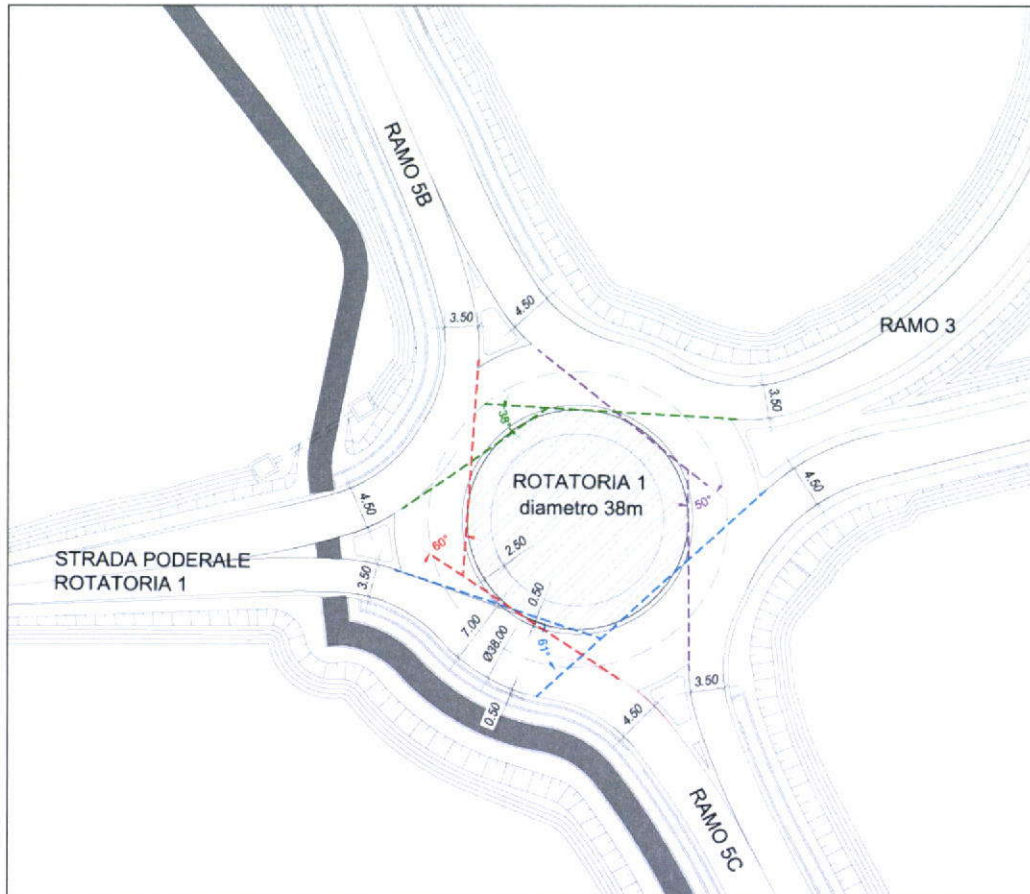 RAMO 5B
4.50
3.50
RAMO 3
3.50
38°
ROTATORIA 1
diametro 38m
50°
4.50
4.50
60°
2.50
STRADA PODERALE
ROTATORIA 1
3.50
0.50
7.00
Ø38.00
61°
0.50
3.50
4.50
RAMO 5C